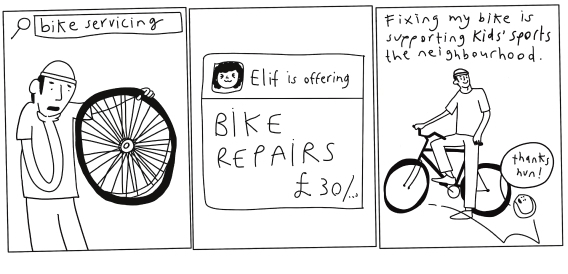 bike servicing
Elif is offering
BIKE
REPAIRS
£30/...
Fixing my bike is
supporting Kids' sports
the neighbourhood.
thanks
hun!